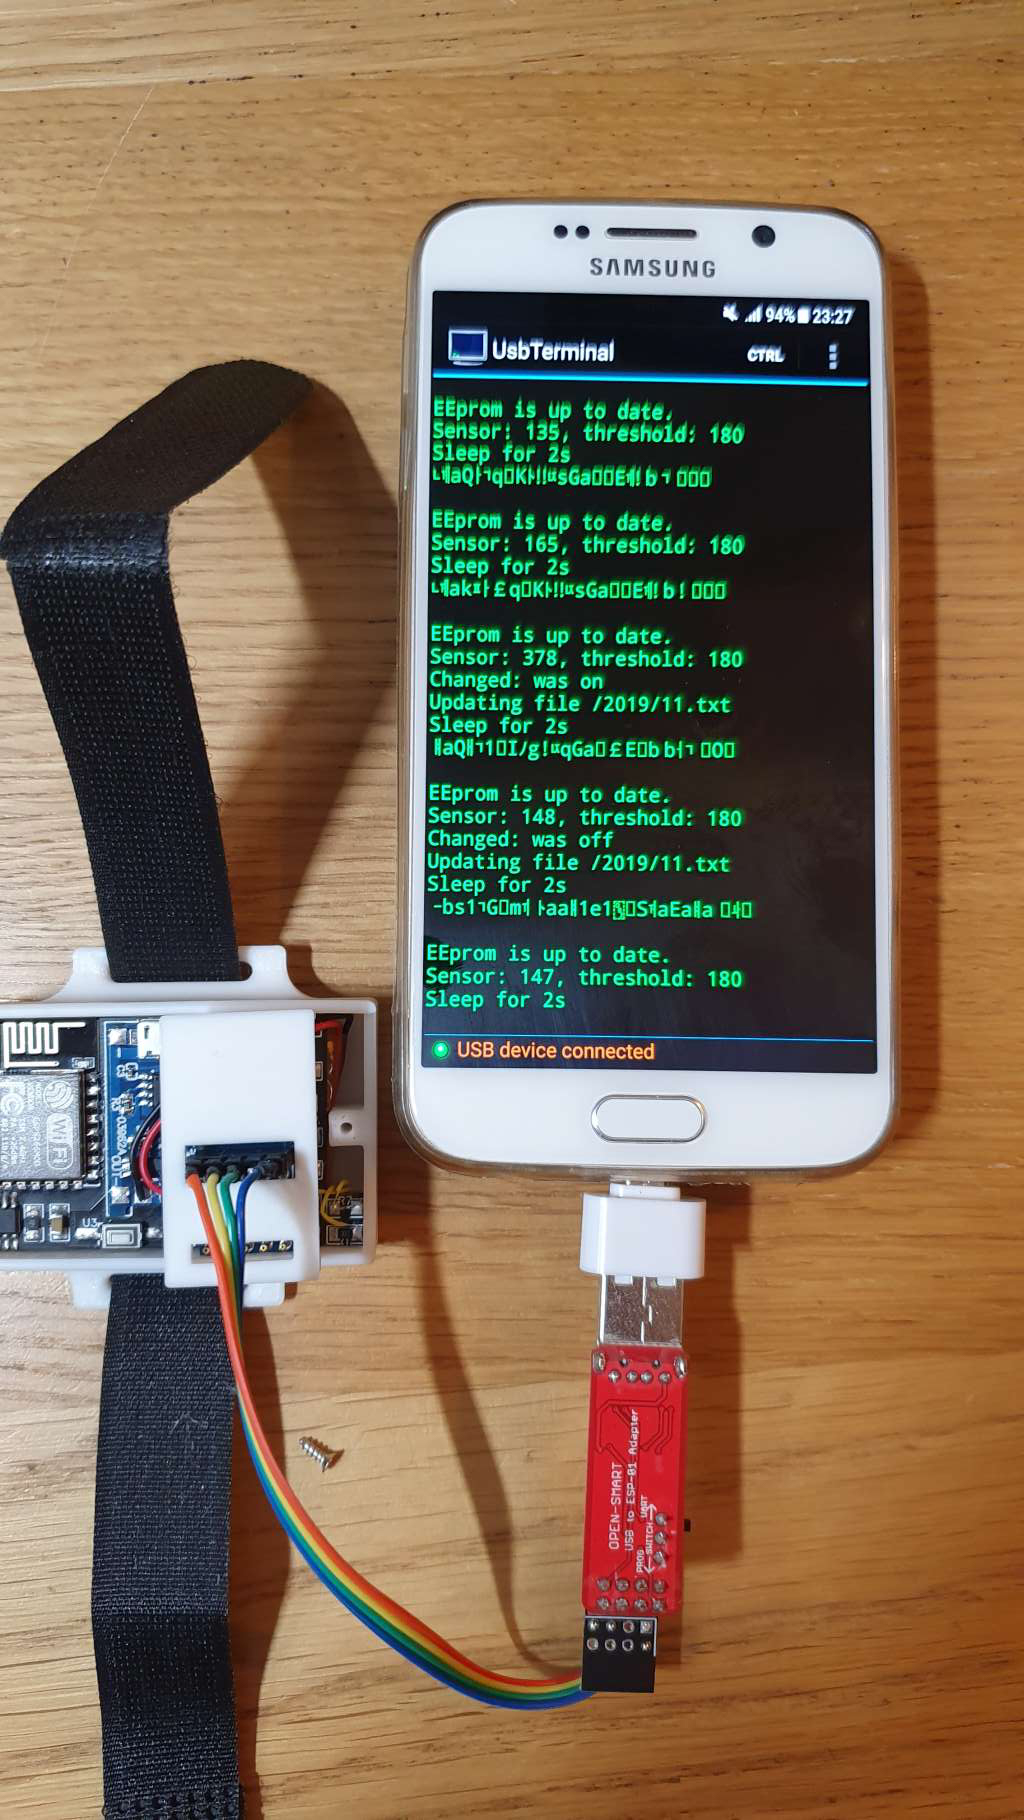 SAMSUNG
94% 23:27
UsbTerminal CTRL
EEprom is up to date.
Sensor: 135, threshold: 180
Sleep for 2s
EEprom is up to date.
Sensor: 165, threshold: 180
Sleep for 2s
EEprom is up to date.
Sensor: 378, threshold: 180
Changed: was on
Updating file /2019/11.txt
Sleep for 2s
EEprom is up to date.
Sensor: 148, threshold: 180
Changed: was off
Updating file /2019/11.txt
Sleep for 2s
EEprom is up to date.
Sensor: 147, threshold: 180
Sleep for 2s
USB device connected
WiFi
03962A
OUT-
U3
OPEN-SMART
USB to ESP-01 Adapter
PROG UART
SWITCH